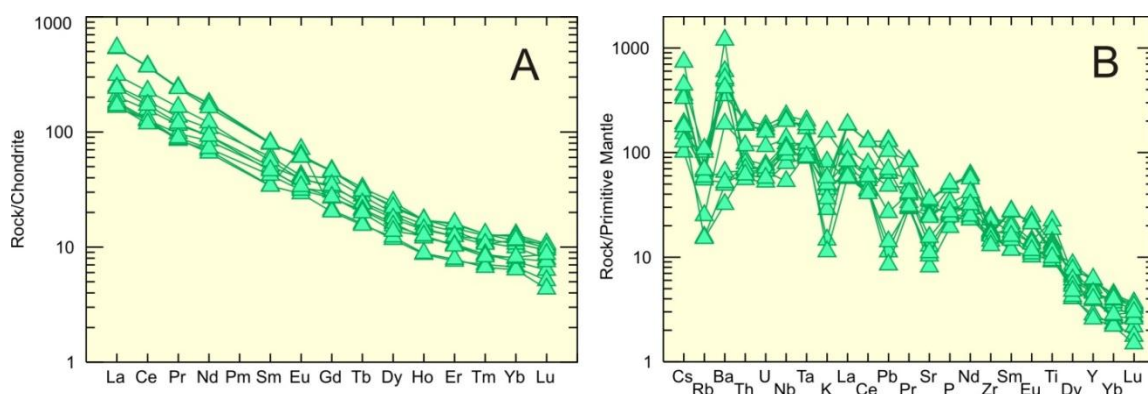 1000
100
10
1
Rock/Chondrite
A
La Ce Pr Nd Pm Sm Eu Gd Tb Dy Ho Er Tm Yb Lu
1000
100
10
1
Rock/Primitive Mantle
B
Cs Ba U Ta La Pb Sr Nd Sm Ti Y Lu
Rb Th Nb K Ce Pr P Zr Eu Dy Yb